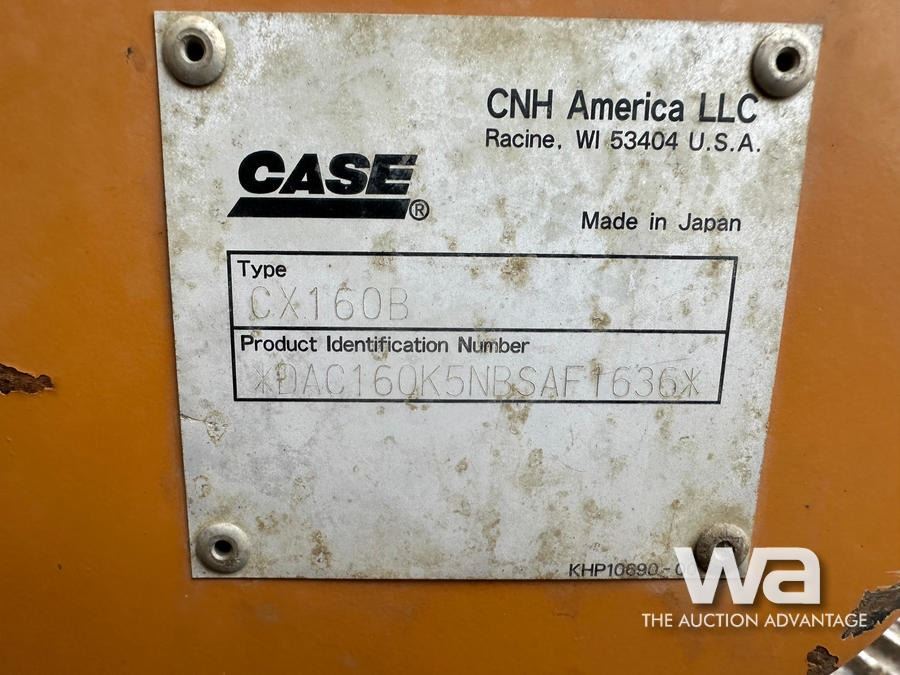 CNH America LLC
Racine, WI 53404 U.S.A.
CASE®
Made in Japan
Type
CX160B
Product Identification Number
*DAC160K5NBSAF1636*
wa
THE AUCTION ADVANTAGE